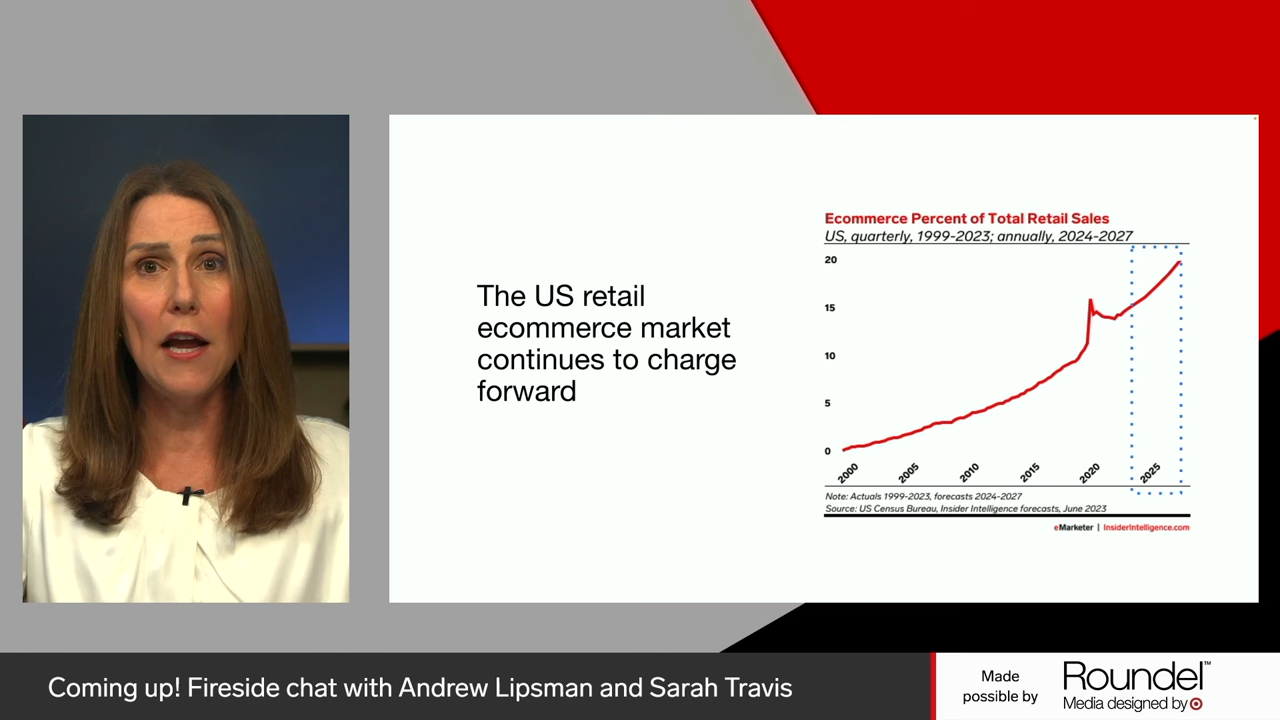 The US retail
ecommerce market
continues to charge
forward
Ecommerce Percent of Total Retail Sales
US, quarterly, 1999-2023; annually, 2024-2027
20
15
10
5
0
2000
2005
2010
2015
2020
2025
Note: Actuals 1999-2023, forecasts 2024-2027
Source: US Census Bureau, Insider Intelligence forecasts, June 2023
eMarketer | InsiderIntelligence.com
Coming up! Fireside chat with Andrew Lipsman and Sarah Travis
Made
possible by
Roundel™
Media designed by